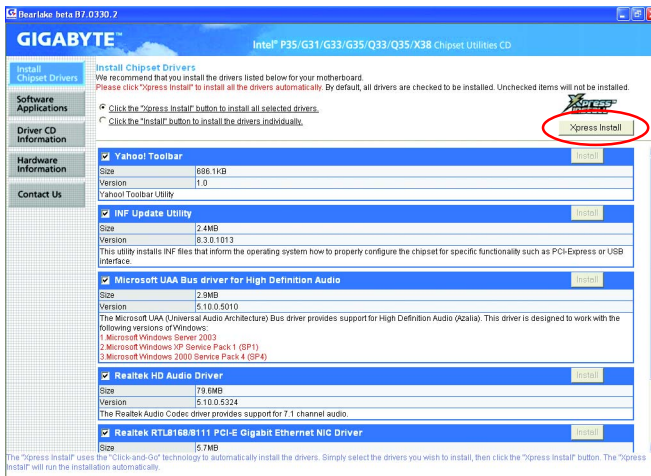 Bearlake beta B7.0330.2
GIGABYTE™
Intel® P35/G31/G33/G35/Q33/Q35/X38 Chipset Utilities CD
Install
Chipset Drivers
Software
Applications
Driver CD
Information
Hardware
Information
Contact Us
Install Chipset Drivers
We recommend that you install the drivers listed below for your motherboard.
Please click "Xpress Install" to install all the drivers automatically. By default, all drivers are checked to be installed. Unchecked items will not be installed.
Click the "Xpress Install" button to install all selected drivers.
Click the "Install" button to install the drivers individually.
Xpress
Xpress Install
Yahoo! Toolbar
Install
Size 686.1KB
Version 1.0
Yahoo! Toolbar Utility
INF Update Utility
Install
Size 2.4MB
Version 8.3.0.1013
This utility installs INF files that inform the operating system how to properly configure the chipset for specific functionality such as PCI-Express or USB
interface.
Microsoft UAA Bus driver for High Definition Audio
Install
Size 2.9MB
Version 5.10.0.5010
The Microsoft UAA (Universal Audio Architecture) Bus driver provides support for High Definition Audio (Azalia). This driver is designed to work with the
following versions of Windows:
1.Microsoft Windows Server 2003
2.Microsoft Windows XP Service Pack 1 (SP1)
3.Microsoft Windows 2000 Service Pack 4 (SP4)
Realtek HD Audio Driver
Install
Size 79.6MB
Version 5.10.0.5324
The Realtek Audio Codec driver provides support for 7.1 channel audio.
Realtek RTL8168/8111 PCI-E Gigabit Ethernet NIC Driver
Install
Size 5.7MB
The "Xpress Install" uses the "Click-and-Go" technology to automatically install the drivers. Simply select the drivers you wish to install, then click the "Xpress Install" button. The "Xpress
Install" will run the installation automatically.